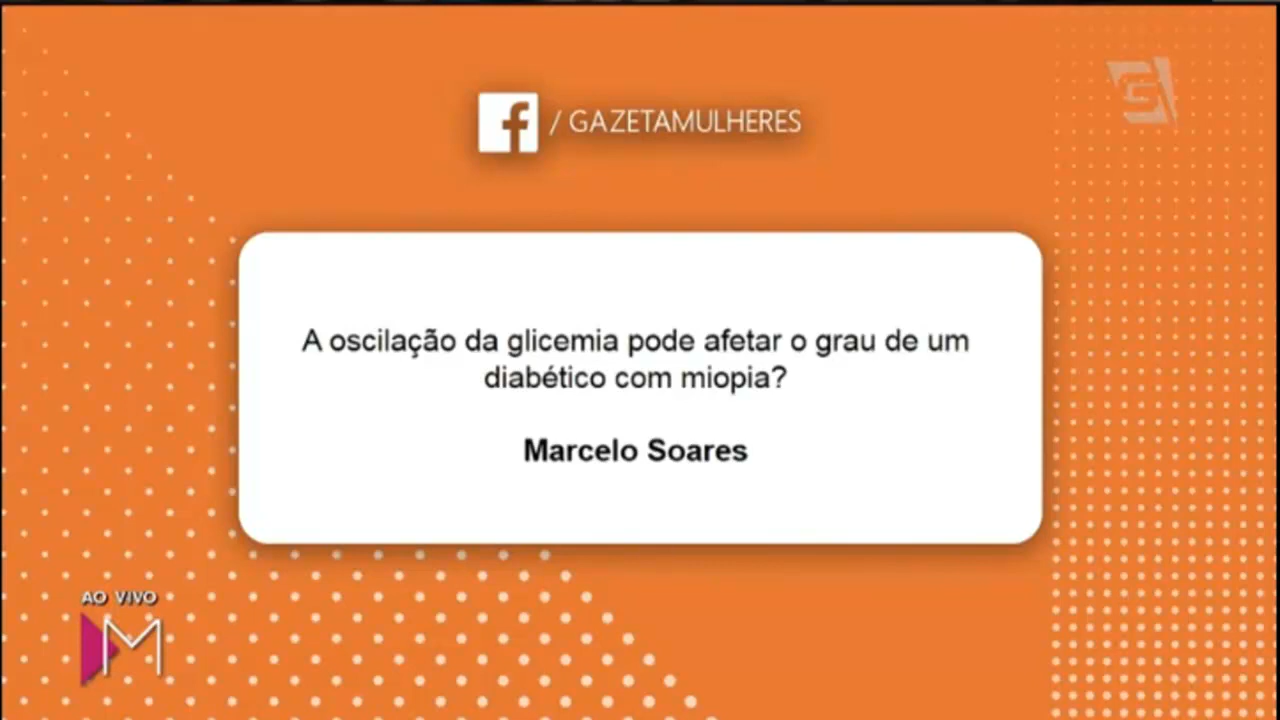 / GAZETAMULHERES
A oscilação da glicemia pode afetar o grau de um
diabético com miopia?
Marcelo Soares
AO VIVO
M